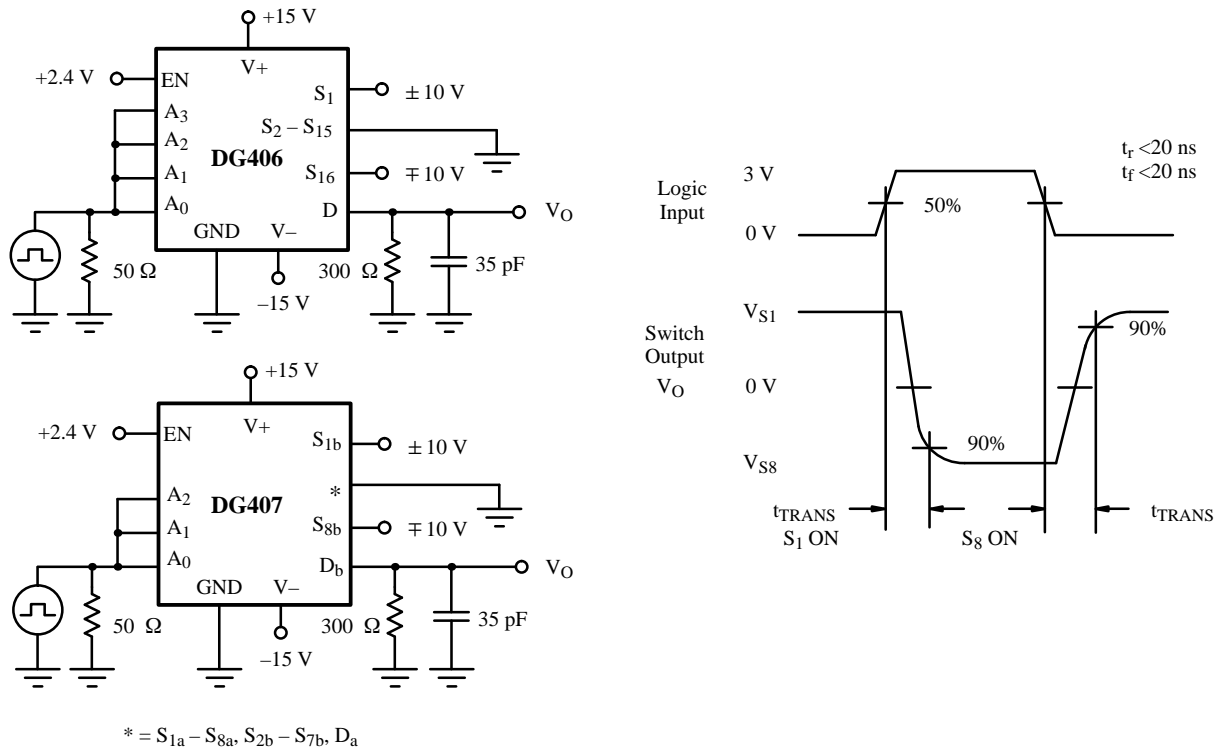 +15 V
V+
+2.4 V
EN
A3
A2
A1
A0
DG406
S1
± 10 V
S2 – S15
S16
∓ 10 V
D
VO
GND
V–
50 Ω
–15 V
300 Ω
35 pF
+15 V
V+
+2.4 V
EN
A2
A1
A0
DG407
S1b
± 10 V
*
S8b
∓ 10 V
Db
VO
GND
V–
50 Ω
–15 V
300 Ω
35 pF
* = S1a – S8a, S2b – S7b, Da
tr <20 ns
tf <20 ns
Logic
Input
3 V
50%
0 V
VS1
90%
Switch
Output
VO
0 V
90%
VS8
tTRANS
tTRANS
S1 ON
S8 ON